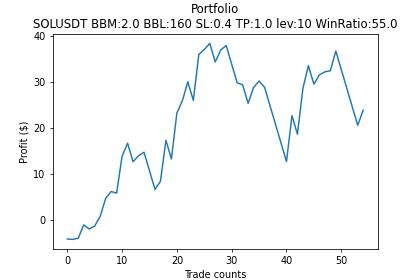 Portfolio
SOLUSDT BBM:2.0 BBL:160 SL:0.4 TP:1.0 lev:10 WinRatio:55.0
40
30
20
10
0
Profit ($)
0 10 20 30 40 50
Trade counts